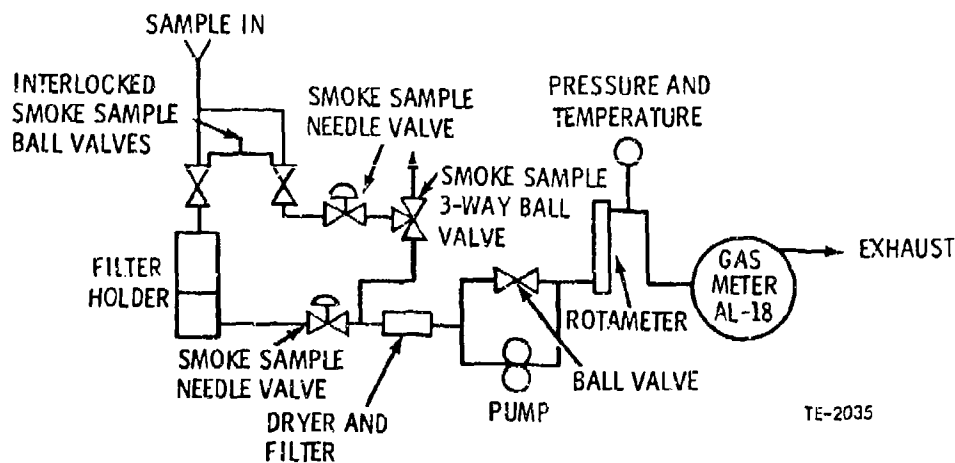 SAMPLE IN
INTERLOCKED
SMOKE SAMPLE
BALL VALVES
SMOKE SAMPLE
NEEDLE VALVE
PRESSURE AND
TEMPERATURE
SMOKE SAMPLE
3-WAY BALL
VALVE
FILTER
HOLDER
GAS
METER
AL-18
EXHAUST
ROTAMETER
SMOKE SAMPLE
NEEDLE VALVE
BALL VALVE
PUMP
DRYER AND
FILTER
TE-2035